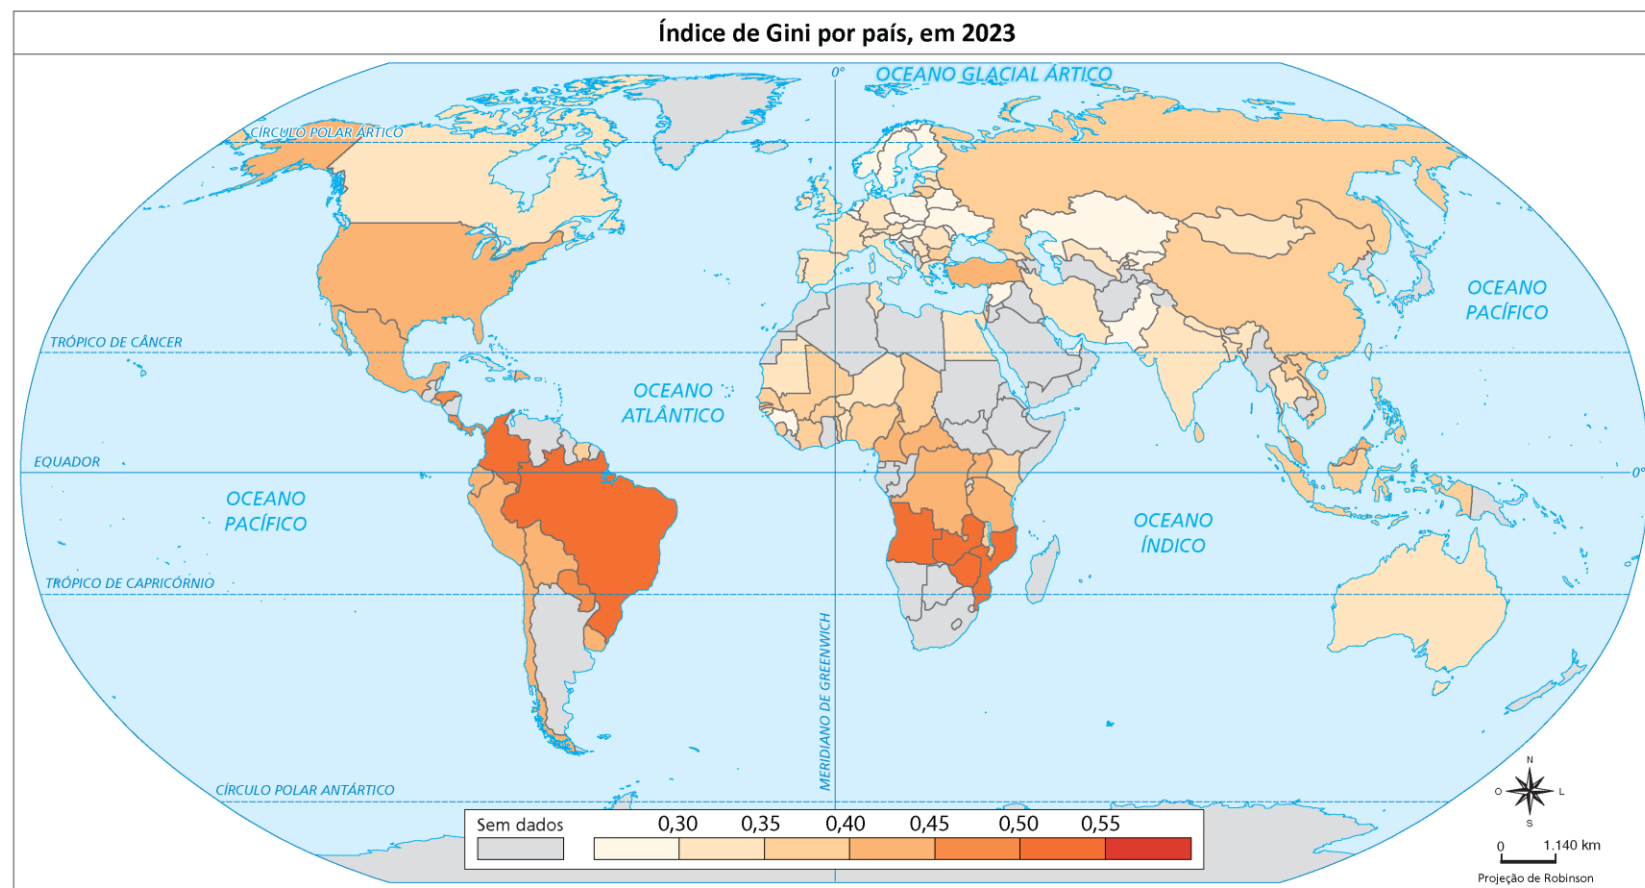 Índice de Gini por país, em 2023
0°
OCEANO GLACIAL ÁRTICO
CÍRCULO POLAR ÁRTICO
OCEANO
PACÍFICO
TRÓPICO DE CÂNCER
OCEANO
ATLÂNTICO
EQUADOR
0°
OCEANO
PACÍFICO
OCEANO
ÍNDICO
TRÓPICO DE CAPRICÓRNIO
MERIDIANO DE GREENWICH
CÍRCULO POLAR ANTÁRTICO
Sem dados
0,30 0,35 0,40 0,45 0,50 0,55
N
O L
S
0 1.140 km
Projeção de Robinson